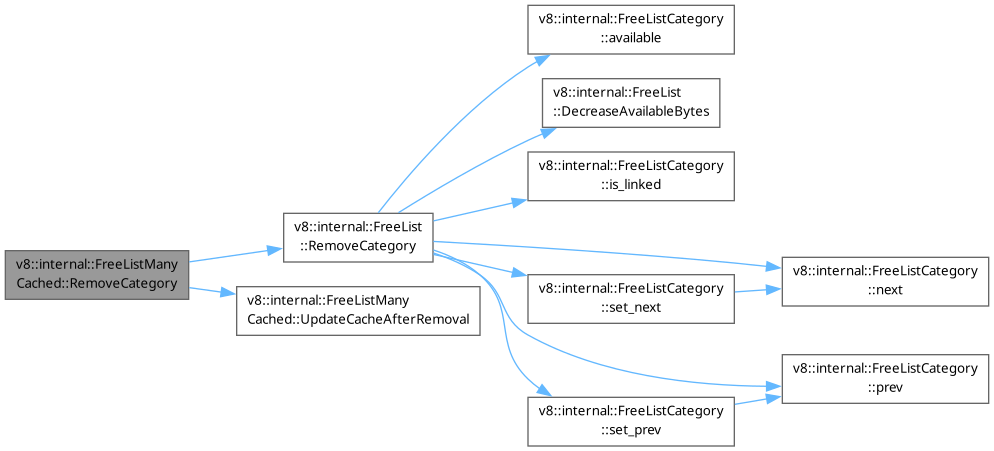 v8::internal::FreeListMany
Cached::RemoveCategory
v8::internal::FreeList
::RemoveCategory
v8::internal::FreeListMany
Cached::UpdateCacheAfterRemoval
v8::internal::FreeListCategory
::available
v8::internal::FreeList
::DecreaseAvailableBytes
v8::internal::FreeListCategory
::is_linked
v8::internal::FreeListCategory
::set_next
v8::internal::FreeListCategory
::set_prev
v8::internal::FreeListCategory
::next
v8::internal::FreeListCategory
::prev